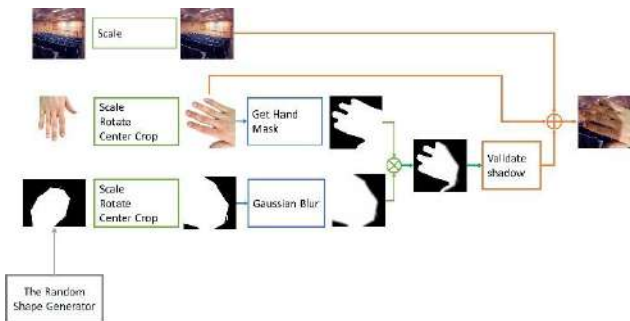 Scale
Scale
Rotate
Center Crop
Get Hand
Mask
Validate
shadow
Scale
Rotate
Center Crop
Gaussian Blur
The Random
Shape Generator